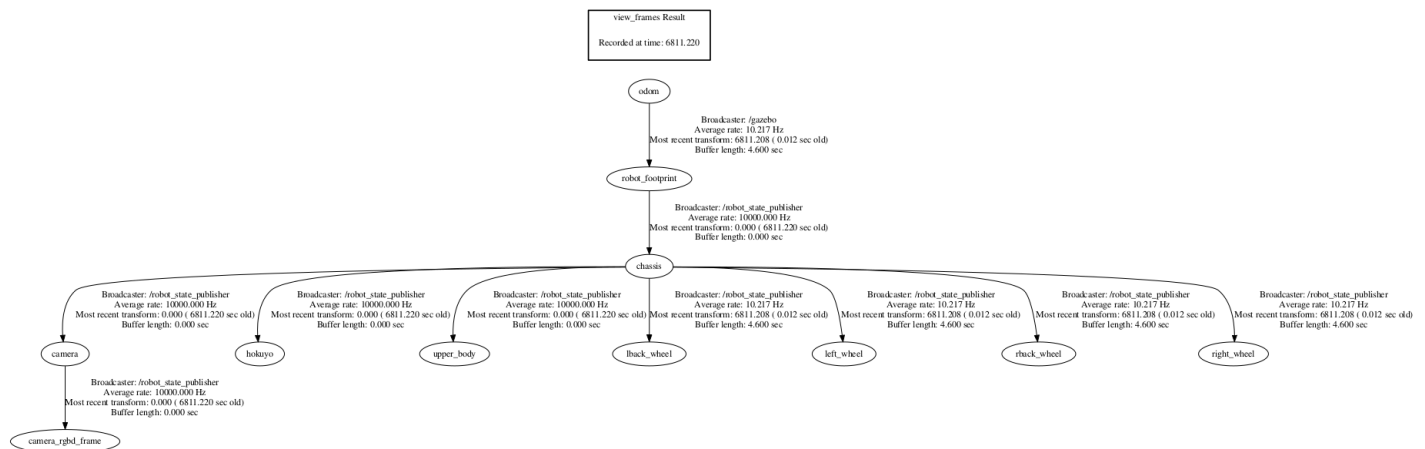 view_frames Result
Recorded at time: 6811.220
odom
Broadcaster: /gazebo
Average rate: 10.217 Hz
Most recent transform: 6811.208 ( 0.012 sec old)
Buffer length: 4.600 sec
robot_footprint
Broadcaster: /robot_state_publisher
Average rate: 10000.000 Hz
Most recent transform: 0.000 ( 6811.220 sec old)
Buffer length: 0.000 sec
chassis
Broadcaster: /robot_state_publisher
Average rate: 10000.000 Hz
Most recent transform: 0.000 ( 6811.220 sec old)
Buffer length: 0.000 sec
Broadcaster: /robot_state_publisher
Average rate: 10000.000 Hz
Most recent transform: 0.000 ( 6811.220 sec old)
Buffer length: 0.000 sec
Broadcaster: /robot_state_publisher
Average rate: 10000.000 Hz
Most recent transform: 0.000 ( 6811.220 sec old)
Buffer length: 0.000 sec
Broadcaster: /robot_state_publisher
Average rate: 10.217 Hz
Most recent transform: 6811.208 ( 0.012 sec old)
Buffer length: 4.600 sec
Broadcaster: /robot_state_publisher
Average rate: 10.217 Hz
Most recent transform: 6811.208 ( 0.012 sec old)
Buffer length: 4.600 sec
Broadcaster: /robot_state_publisher
Average rate: 10.217 Hz
Most recent transform: 6811.208 ( 0.012 sec old)
Buffer length: 4.600 sec
Broadcaster: /robot_state_publisher
Average rate: 10.217 Hz
Most recent transform: 6811.208 ( 0.012 sec old)
Buffer length: 4.600 sec
camera
hokuyo
upper_body
lback_wheel
left_wheel
rback_wheel
right_wheel
Broadcaster: /robot_state_publisher
Average rate: 10000.000 Hz
Most recent transform: 0.000 ( 6811.220 sec old)
Buffer length: 0.000 sec
camera_rgbd_frame